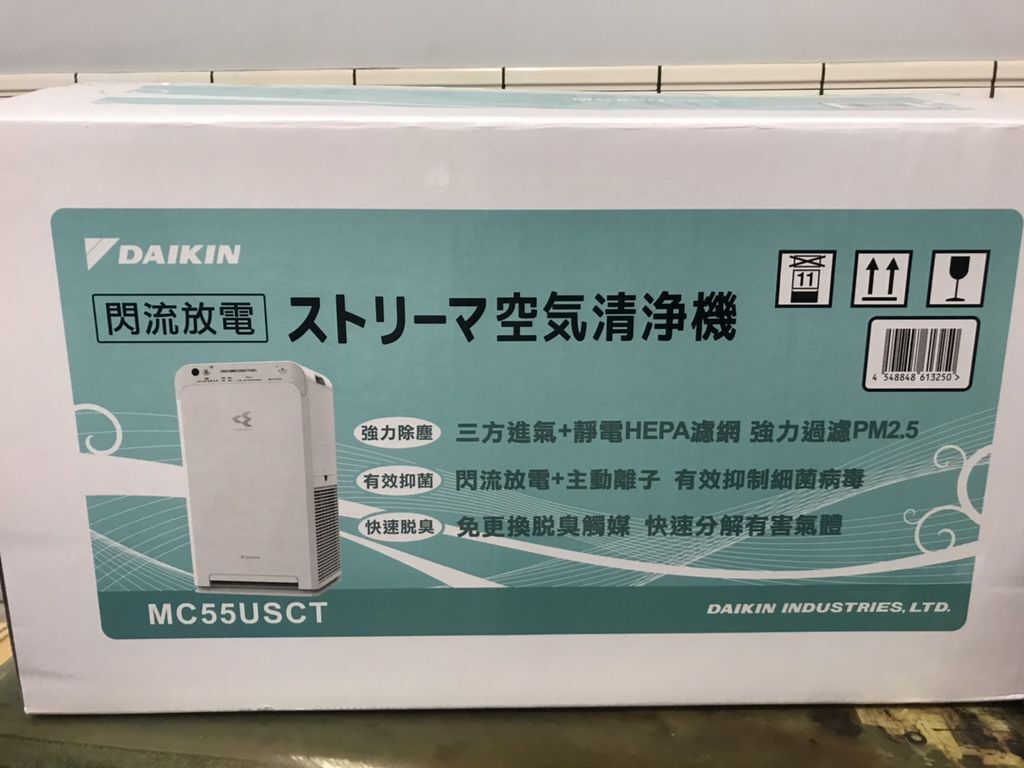 DAIKIN
閃流放電 ストリーマ空気清浄機
11
4 548848 613250 >
強力除塵 三方進氣+靜電HEPA濾網 強力過濾PM2.5
有效抑菌 閃流放電+主動離子 有效抑制細菌病毒
快速脱臭 免更換脱臭觸媒 快速分解有害氣體
MC55USCT
DAIKIN INDUSTRIES, LTD.